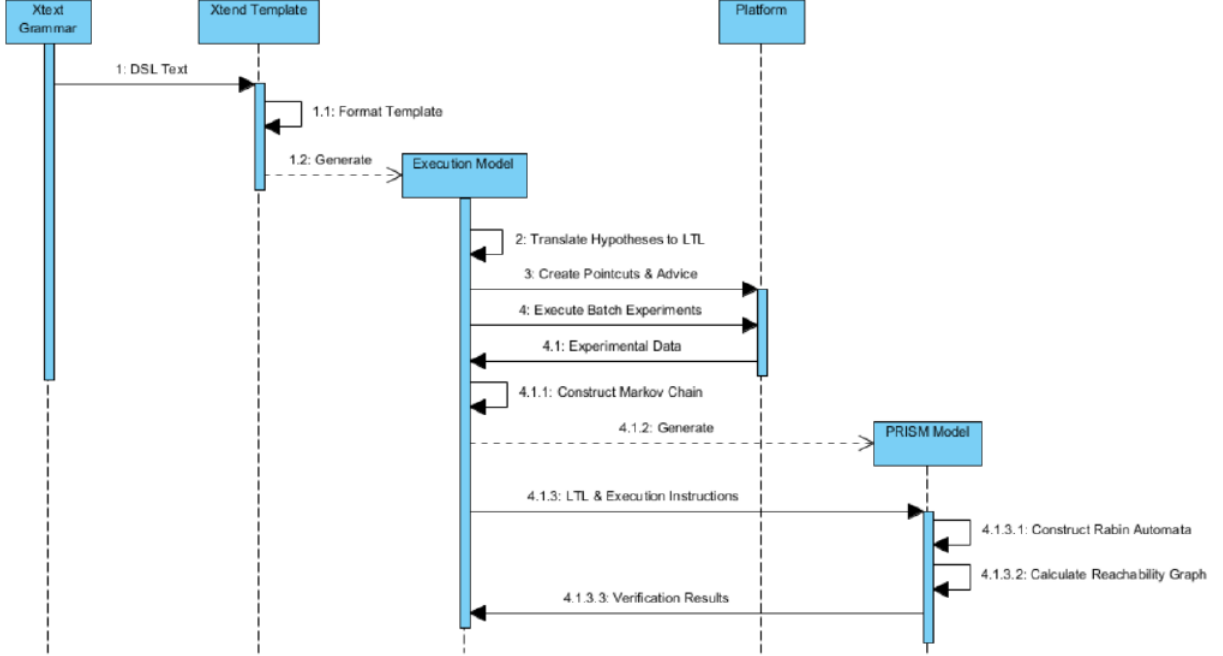 Xtext
Grammar
Xtend Template
Platform
1: DSL Text
1.1: Format Template
1.2: Generate
Execution Model
2: Translate Hypotheses to LTL
3: Create Pointcuts & Advice
4: Execute Batch Experiments
4.1: Experimental Data
4.1.1: Construct Markov Chain
4.1.2: Generate
PRISM Model
4.1.3: LTL & Execution Instructions
4.1.3.1: Construct Rabin Automata
4.1.3.2: Calculate Reachability Graph
4.1.3.3: Verification Results